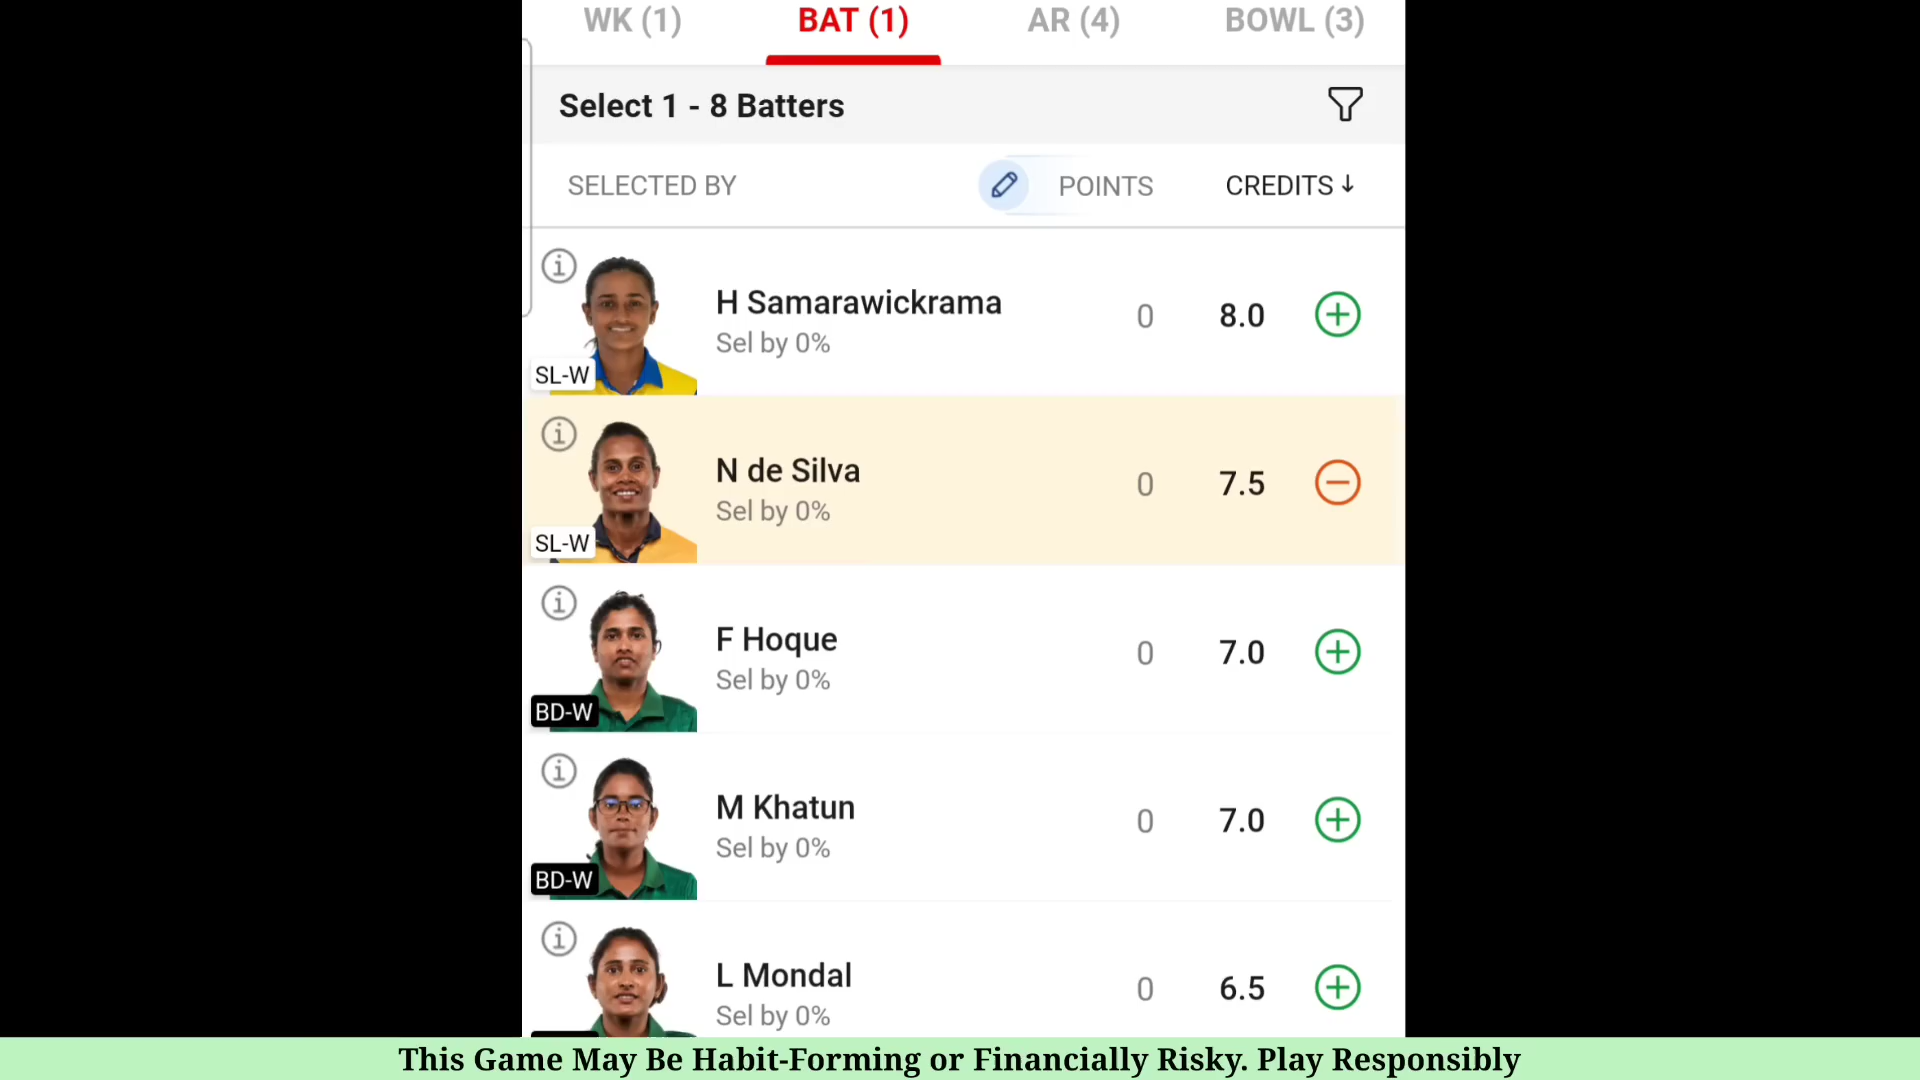 WK (1) BAT (1) AR (4) BOWL (3)
Select 1 - 8 Batters
SELECTED BY POINTS CREDITS↓
H Samarawickrama
Sel by 0%
0 8.0
SL-W
N de Silva
Sel by 0%
0 7.5
SL-W
F Hoque
Sel by 0%
0 7.0
BD-W
M Khatun
Sel by 0%
0 7.0
BD-W
L Mondal
Sel by 0%
0 6.5
This Game May Be Habit-Forming or Financially Risky. Play Responsibly